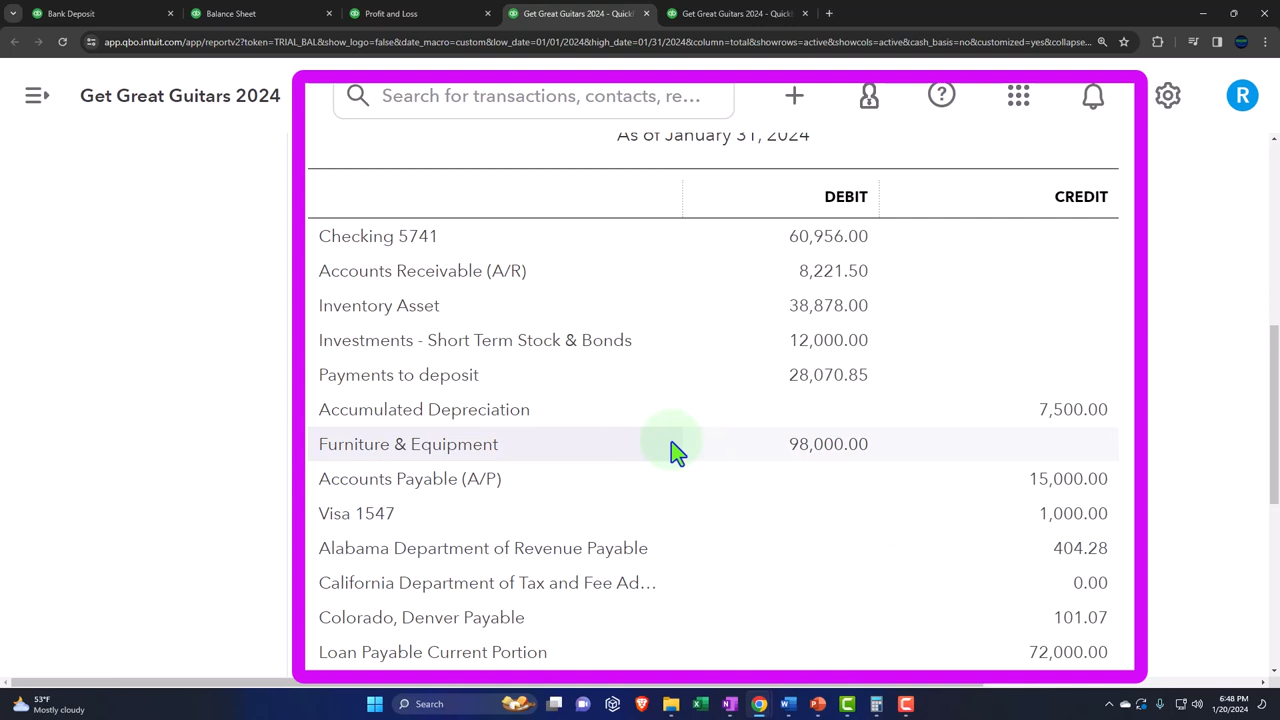 Bank Deposit
Balance Sheet
Profit and Loss
Get Great Guitars 2024 - Quick
Get Great Guitars 2024 - Quick
app.qbo.intuit.com/app/reportv2?token=TRIAL_BAL&show_logo=false&date_macro=custom&low_date=01/01/2024&high_date=01/31/2024&column=total&showrows=active&showcols=active&cash_basis=no&customized=yes&collapse...
Get Great Guitars 2024
Search for transactions, contacts, re...
R
As of January 31, 2024
DEBIT CREDIT
Checking 5741 60,956.00
Accounts Receivable (A/R) 8,221.50
Inventory Asset 38,878.00
Investments - Short Term Stock & Bonds 12,000.00
Payments to deposit 28,070.85
Accumulated Depreciation 7,500.00
Furniture & Equipment 98,000.00
Accounts Payable (A/P) 15,000.00
Visa 1547 1,000.00
Alabama Department of Revenue Payable 404.28
California Department of Tax and Fee Ad... 0.00
Colorado, Denver Payable 101.07
Loan Payable Current Portion 72,000.00
53°F
Mostly cloudy
Search
6:48 PM
1/20/2024